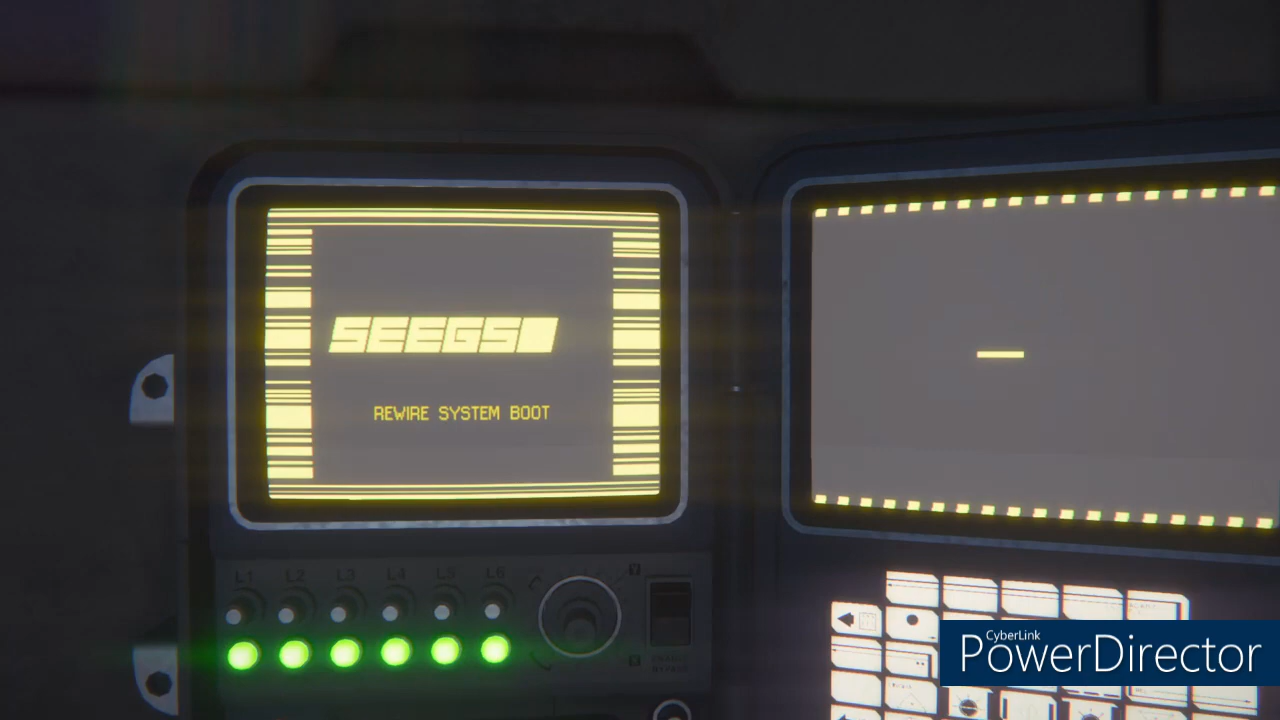 SEEGSO
REWIRE SYSTEM BOOT
L1 L2 L3 L4 L5 L6
CyberLink
PowerDirector